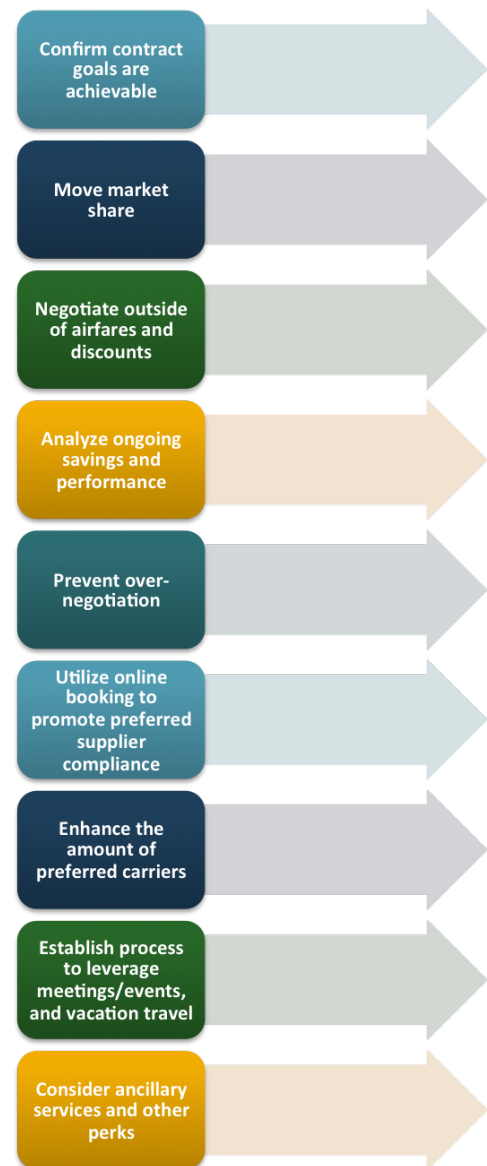 Confirm contract
goals are
achievable
Move market
share
Negotiate outside
of airfares and
discounts
Analyze ongoing
savings and
performance
Prevent over-
negotiation
Utilize online
booking to
promote preferred
supplier
compliance
Enhance the
amount of
preferred carriers
Establish process
to leverage
meetings/events,
and vacation travel
Consider ancillary
services and other
perks